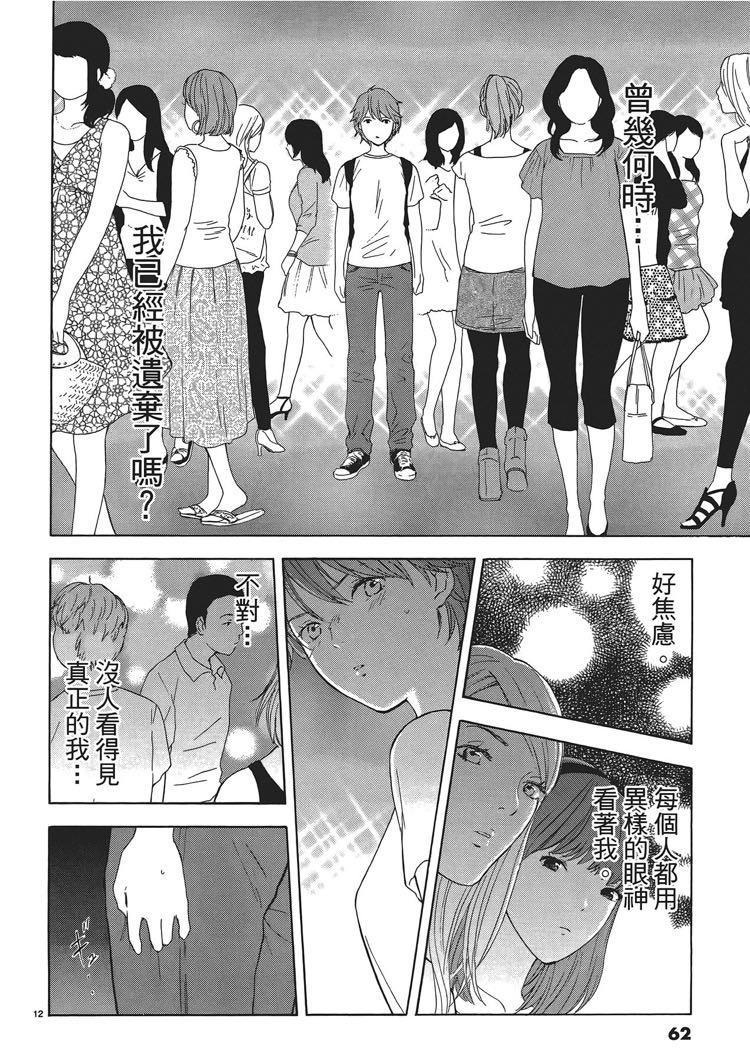 曾幾何時…
我已經被遺棄了嗎？
好焦慮。
每個人都用
異樣的眼神
看著我。
不對…
沒人看得見
真正的我…
ギッ…
12
62